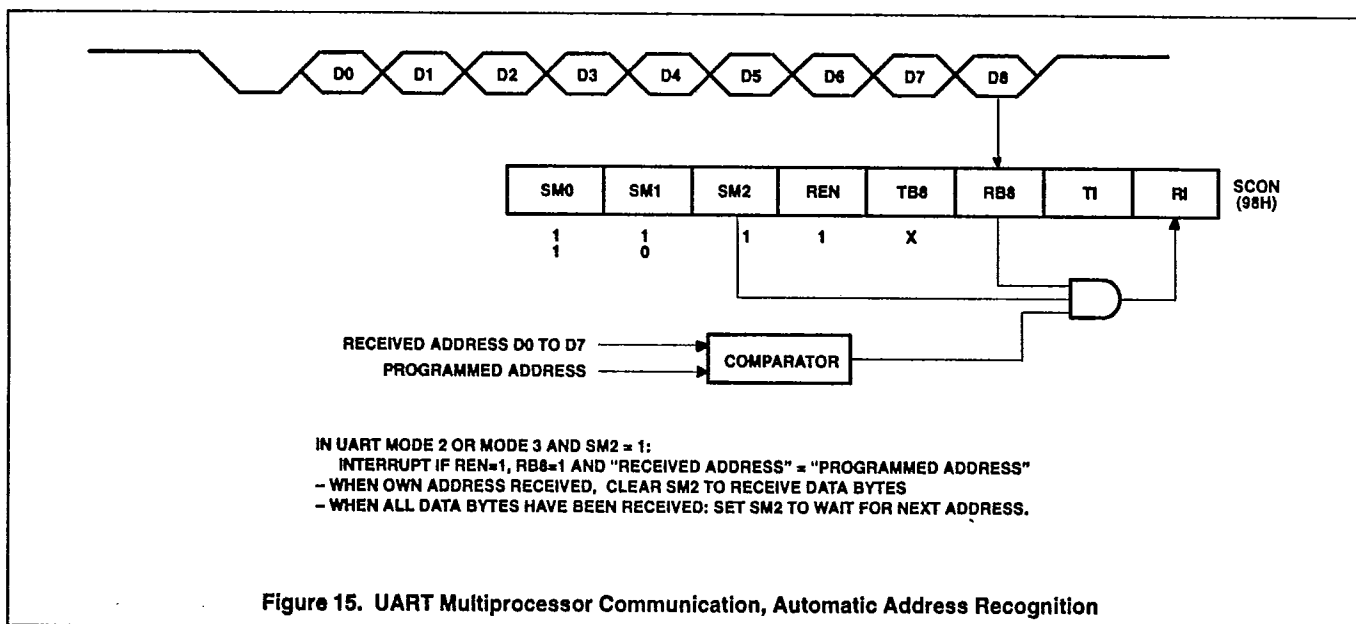 D0 D1 D2 D3 D4 D5 D6 D7 D8
SM0 SM1 SM2 REN TB8 RB8 TI RI
SCON
(98H)
1 1 1 1 X
1 0
RECEIVED ADDRESS D0 TO D7
PROGRAMMED ADDRESS
COMPARATOR
IN UART MODE 2 OR MODE 3 AND SM2 = 1:
INTERRUPT IF REN=1, RB8=1 AND "RECEIVED ADDRESS" = "PROGRAMMED ADDRESS"
– WHEN OWN ADDRESS RECEIVED, CLEAR SM2 TO RECEIVE DATA BYTES
– WHEN ALL DATA BYTES HAVE BEEN RECEIVED: SET SM2 TO WAIT FOR NEXT ADDRESS.
Figure 15. UART Multiprocessor Communication, Automatic Address Recognition